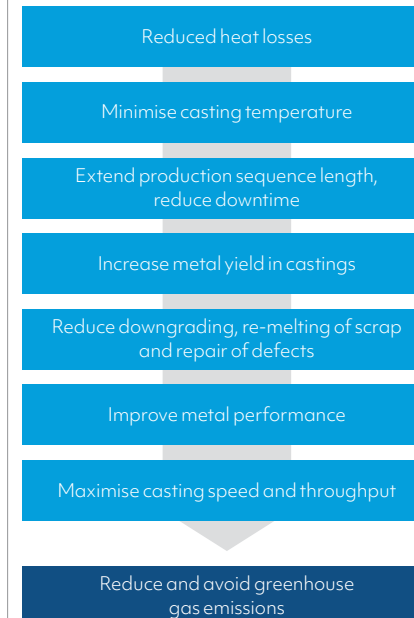 Reduced heat losses
Minimise casting temperature
Extend production sequence length,
reduce downtime
Increase metal yield in castings
Reduce downgrading, re-melting of scrap
and repair of defects
Improve metal performance
Maximise casting speed and throughput
Reduce and avoid greenhouse
gas emissions